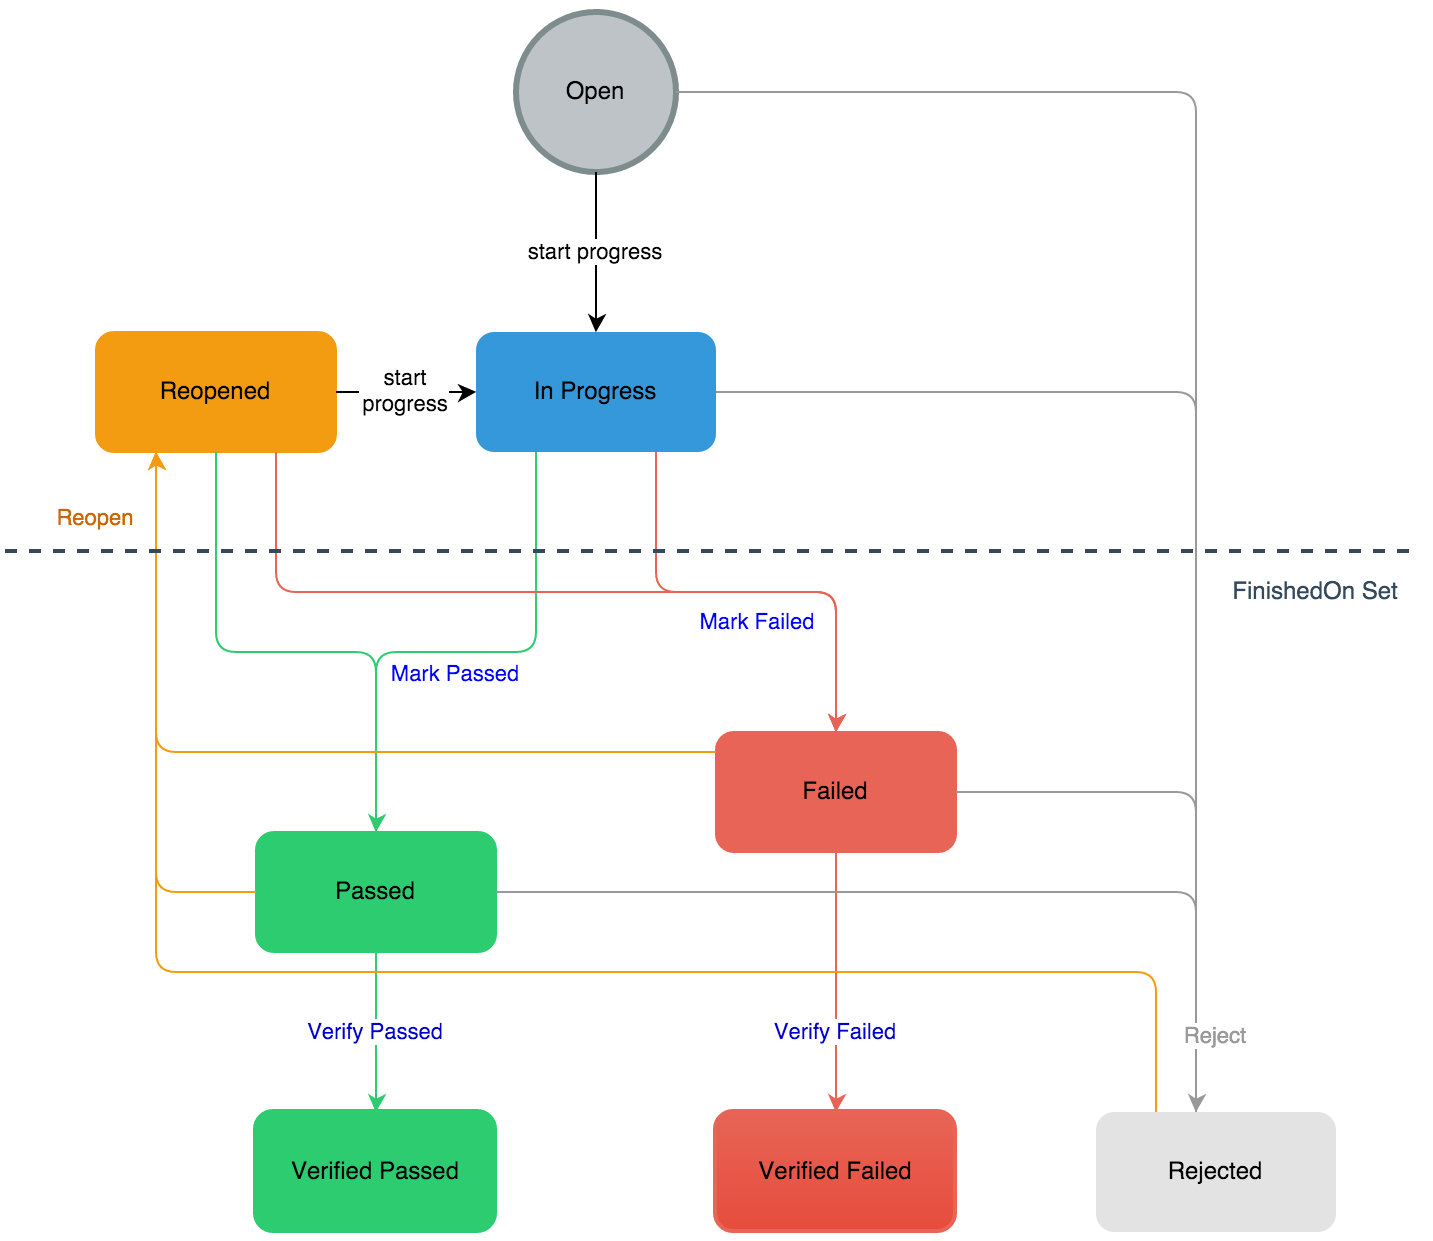 Open
start progress
Reopened
start
progress
In Progress
Reopen
FinishedOn Set
Mark Failed
Mark Passed
Failed
Passed
Verify Passed
Verify Failed
Reject
Verified Passed
Verified Failed
Rejected